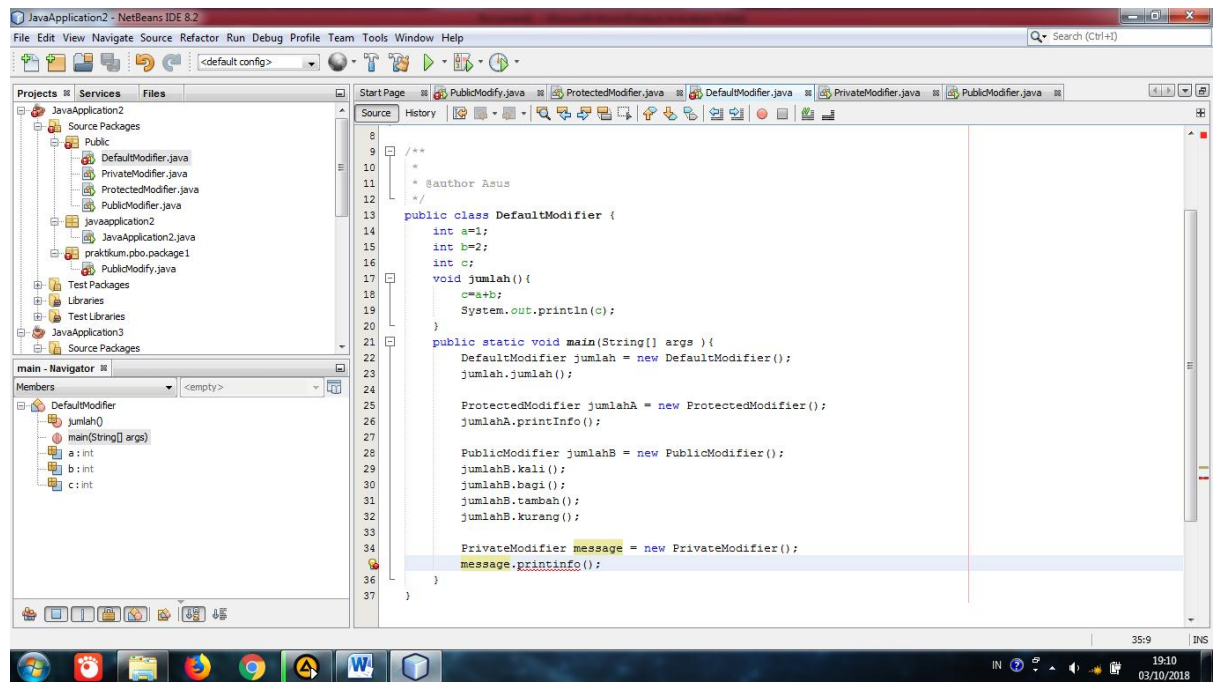 JavaApplication2 - NetBeans IDE 8.2
File Edit View Navigate Source Refactor Run Debug Profile Team Tools Window Help
Search (Ctrl+I)
<default config>
Projects Services Files
JavaApplication2
Source Packages
Public
DefaultModifier.java
PrivateModifier.java
ProtectedModifier.java
PublicModifier.java
javaapplication2
JavaApplication2.java
praktikum.pbo.package1
PublicModify.java
Test Packages
Libraries
Test Libraries
JavaApplication3
Source Packages
main - Navigator
Members <empty>
DefaultModifier
jumlah()
main(String[] args)
a : int
b : int
c : int
Start Page PublicModify.java ProtectedModifier.java DefaultModifier.java PrivateModifier.java PublicModifier.java
Source History
8
9 /**
10 *
11 * @author Asus
12 */
13 public class DefaultModifier {
14 int a=1;
15 int b=2;
16 int c;
17 void jumlah(){
18 c=a+b;
19 System.out.println(c);
20 }
21 public static void main(String[] args ){
22 DefaultModifier jumlah = new DefaultModifier();
23 jumlah.jumlah();
24
25 ProtectedModifier jumlahA = new ProtectedModifier();
26 jumlahA.printInfo();
27
28 PublicModifier jumlahB = new PublicModifier();
29 jumlahB.kali();
30 jumlahB.bagi();
31 jumlahB.tambah();
32 jumlahB.kurang();
33
34 PrivateModifier message = new PrivateModifier();
message.printinfo();
36 }
37 }
35:9 INS
IN 19:10
03/10/2018